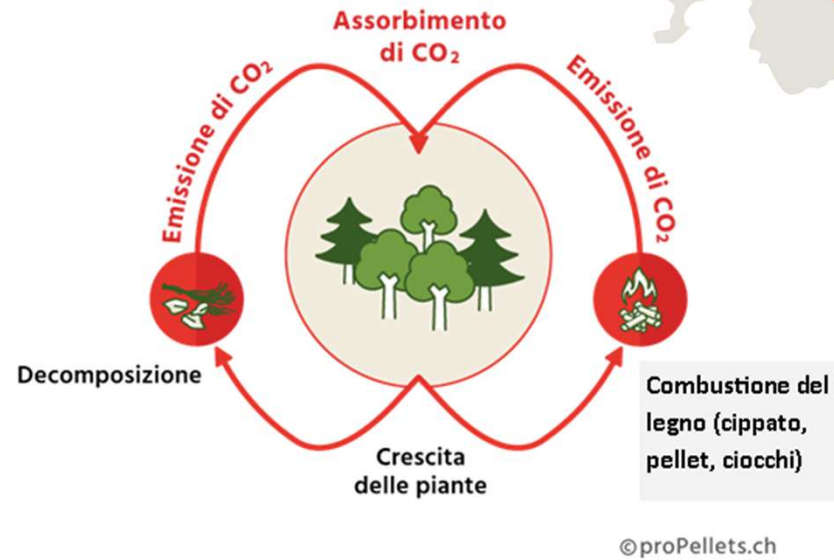 Assorbimento
di CO₂
Emissione di CO₂
Emissione di CO₂
Decomposizione
Combustione del
legno (cippato,
pellet, ciocchi)
Crescita
delle piante
©proPellets.ch